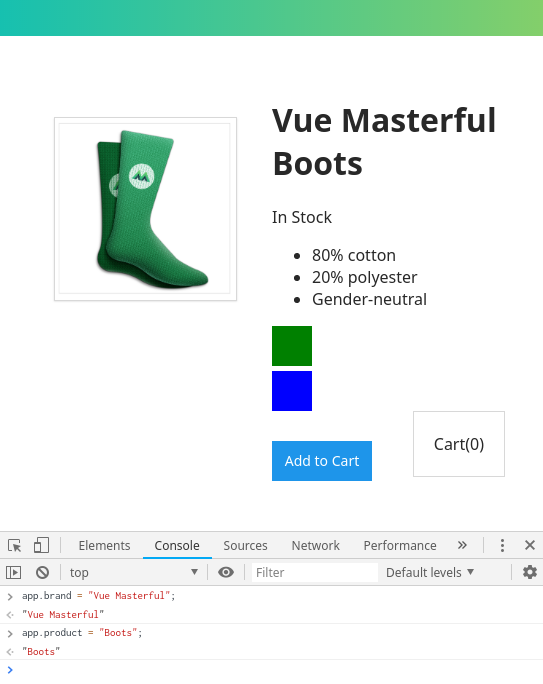 Vue Masterful
Boots
In Stock
80% cotton
20% polyester
Gender-neutral
Add to Cart
Cart(0)
Elements Console Sources Network Performance »
top Filter Default levels
app.brand = "Vue Masterful";
"Vue Masterful"
app.product = "Boots";
"Boots"